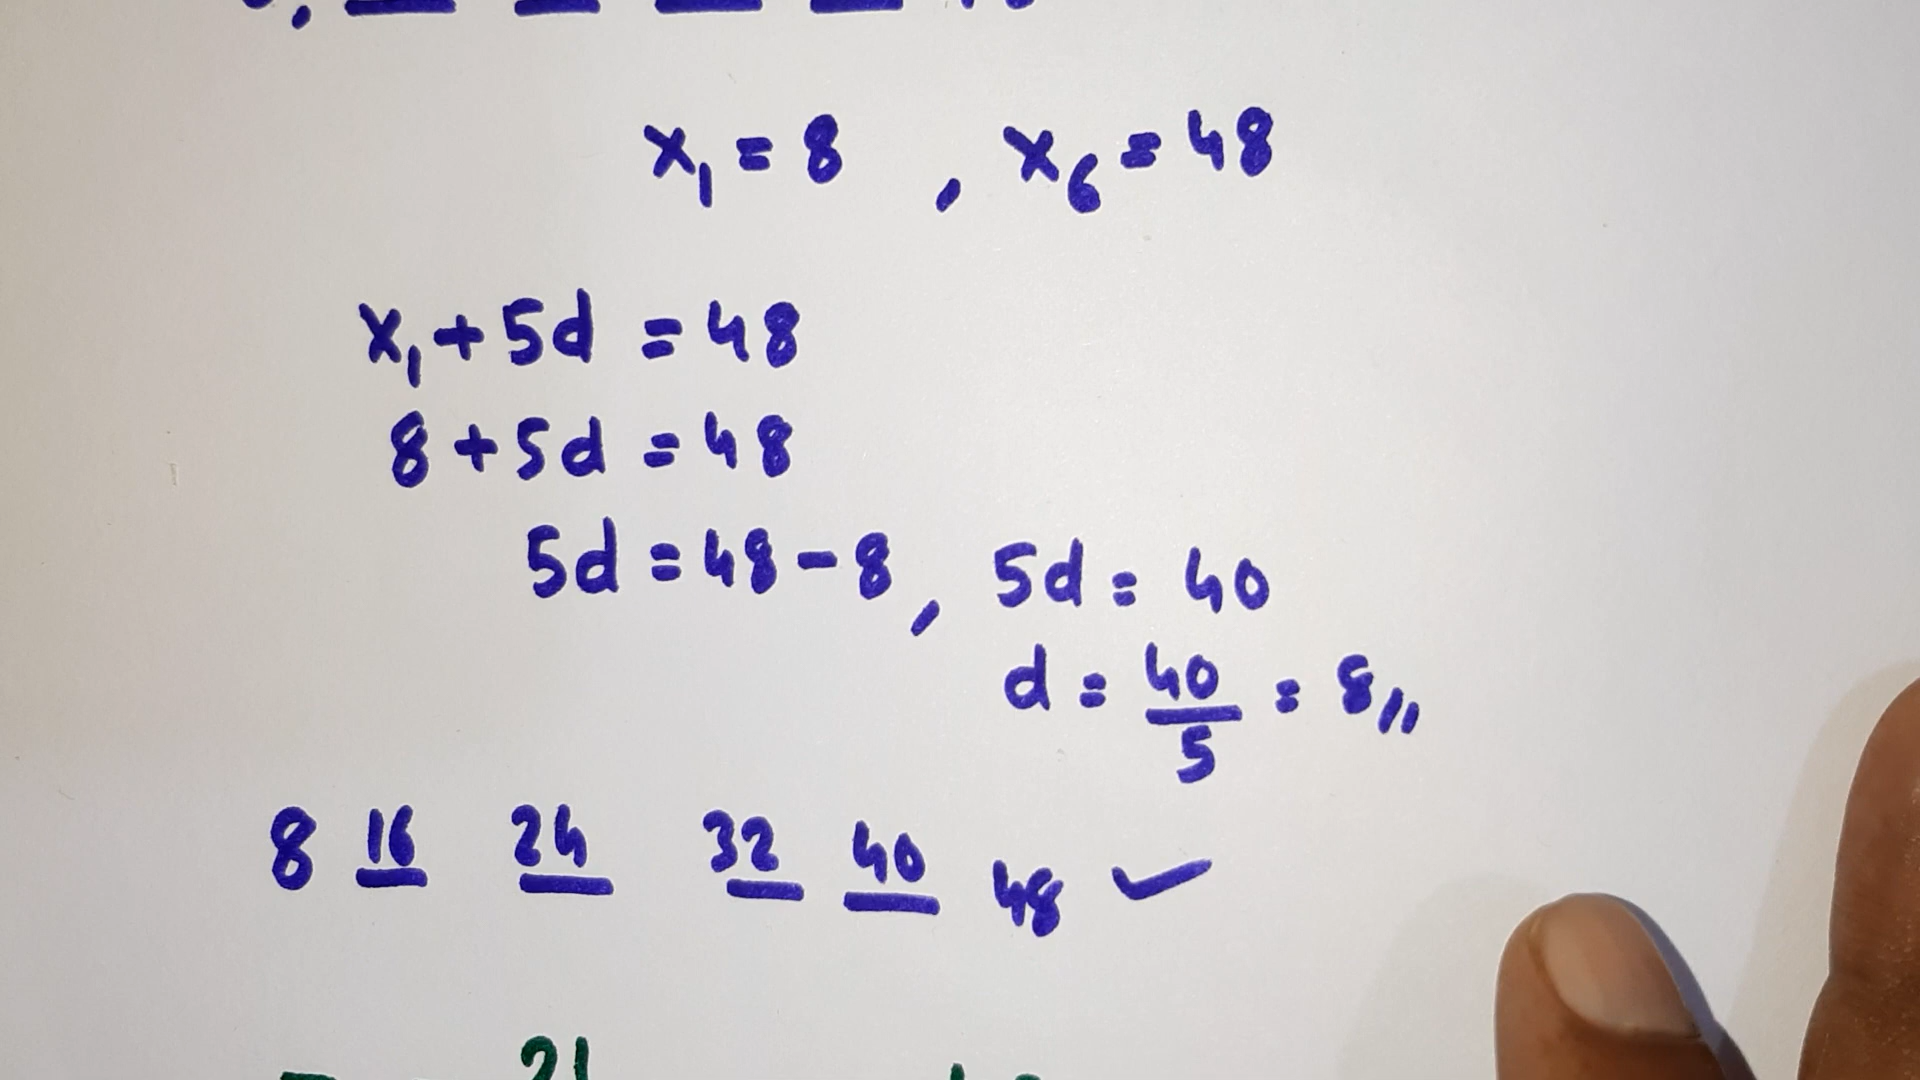 x₁ = 8 , x₆ = 48
x₁ + 5d = 48
8 + 5d = 48
5d = 48 - 8 , 5d = 40
d = 40/5 = 8,,
8 16 24 32 40 48 ✓